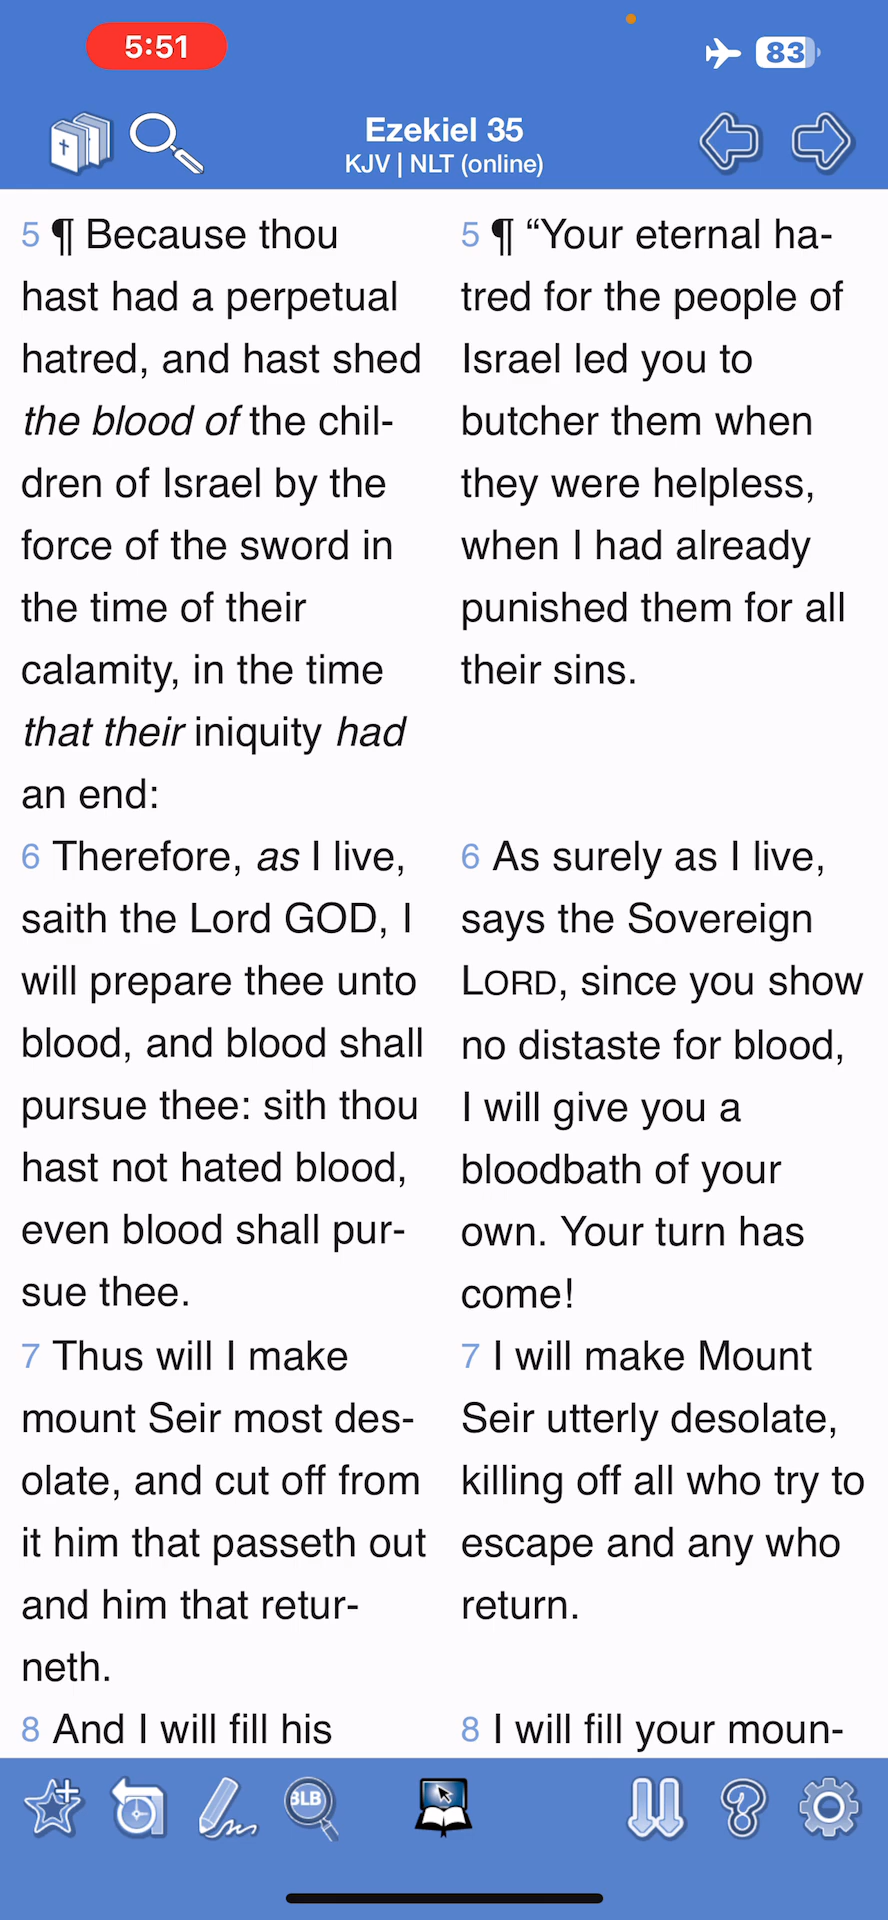 5:51
83
Ezekiel 35
KJV | NLT (online)
5 ¶ Because thou
hast had a perpetual
hatred, and hast shed
the blood of the chil-
dren of Israel by the
force of the sword in
the time of their
calamity, in the time
that their iniquity had
an end:
6 Therefore, as I live,
saith the Lord GOD, I
will prepare thee unto
blood, and blood shall
pursue thee: sith thou
hast not hated blood,
even blood shall pur-
sue thee.
7 Thus will I make
mount Seir most des-
olate, and cut off from
it him that passeth out
and him that retur-
neth.
8 And I will fill his
5 ¶ “Your eternal ha-
tred for the people of
Israel led you to
butcher them when
they were helpless,
when I had already
punished them for all
their sins.
6 As surely as I live,
says the Sovereign
LORD, since you show
no distaste for blood,
I will give you a
bloodbath of your
own. Your turn has
come!
7 I will make Mount
Seir utterly desolate,
killing off all who try to
escape and any who
return.
8 I will fill your moun-
BLB